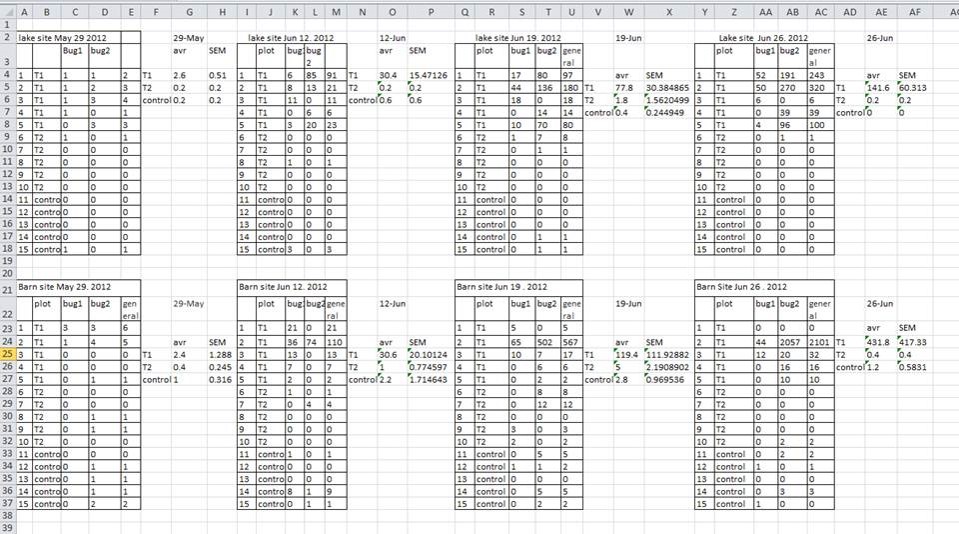 A B C D E F G H I J K L M N O P Q R S T U V W X Y Z AA AB AC AD AE AF
1
2 lake site May 29 2012 29-May lake site Jun 12. 2012 12-Jun lake site Jun 19. 2012 19-Jun Lake site Jun 26. 2012 26-Jun
3 Bug1 bug2 avr SEM plot bug1 bug 2 avr SEM plot bug1 bug2 gene ral plot bug1 bug2 gener al
4 1 T1 1 1 2 T1 2.6 0.51 1 T1 6 85 91 T1 30.4 15.47126 1 T1 17 80 97 avr SEM 1 T1 52 191 243 avr SEM
5 2 T1 1 2 3 T2 0.2 0.2 2 T1 8 13 21 T2 0.2 0.2 2 T1 44 136 180 T1 77.8 30.384865 2 T1 50 270 320 T1 141.6 60.313
6 3 T1 1 3 4 control 0.2 0.2 3 T1 11 0 11 control 0.6 0.6 3 T1 18 0 18 T2 1.8 1.5620499 3 T1 6 0 6 T2 0.2 0.2
7 4 T1 1 0 1 4 T1 0 6 6 4 T1 0 14 14 control 0.4 0.244949 4 T1 0 39 39 control 0 0
8 5 T1 0 3 3 5 T1 3 20 23 5 T1 10 70 80 5 T1 4 96 100
9 6 T2 1 0 1 6 T2 0 0 0 6 T2 1 7 8 6 T2 0 1 1
10 7 T2 0 0 0 7 T2 0 0 0 7 T2 0 1 1 7 T2 0 0 0
11 8 T2 0 0 0 8 T2 1 0 1 8 T2 0 0 0 8 T2 0 0 0
12 9 T2 0 0 0 9 T2 0 0 0 9 T2 0 0 0 9 T2 0 0 0
13 10 T2 0 0 0 10 T2 0 0 0 10 T2 0 0 0 10 T2 0 0 0
14 11 contro 0 0 0 11 contro 0 0 0 11 control 0 0 0 11 control 0 0 0
15 12 contro 0 0 0 12 contro 0 0 0 12 control 0 0 0 12 control 0 0 0
16 13 contro 0 0 0 13 contro 0 0 0 13 control 0 0 0 13 control 0 0 0
17 14 contro 0 0 0 14 contro 0 0 0 14 control 0 1 1 14 control 0 0 0
18 15 contro 1 0 1 15 contro 3 0 3 15 control 0 1 1 15 control 0 0 0
19
20
21 Barn site May 29. 2012 Barn site Jun 12. 2012 Barn site Jun 19 . 2012 Barn Site Jun 26 . 2012
22 plot bug1 bug2 gen eral 29-May plot bug1 bug2 gene ral 12-Jun plot bug1 bug2 gene ral 19-Jun plot bug1 bug2 gener al 26-Jun
23 1 T1 3 3 6 1 T1 21 0 21 1 T1 5 0 5 1 T1 0 0 0 avr SEM
24 2 T1 1 4 5 avr SEM 2 T1 36 74 110 avr SEM 2 T1 65 502 567 avr SEM 2 T1 44 2057 2101 T1 431.8 417.33
25 3 T1 0 0 0 T1 2.4 1.288 3 T1 13 0 13 T1 30.6 20.10124 3 T1 10 7 17 T1 119.4 111.92882 3 T1 12 20 32 T2 0.4 0.4
26 4 T1 0 0 0 T2 0.4 0.245 4 T1 7 0 7 T2 1 0.774597 4 T1 0 6 6 T2 5 2.1908902 4 T1 0 16 16 control 1.2 0.5831
27 5 T1 0 1 1 control 1 0.316 5 T1 2 0 2 control 2.2 1.714643 5 T1 0 2 2 control 2.8 0.969536 5 T1 0 10 10
28 6 T2 0 0 0 6 T2 1 0 1 6 T2 0 8 8 6 T2 0 0 0
29 7 T2 0 0 0 7 T2 0 4 4 7 T2 0 12 12 7 T2 0 0 0
30 8 T2 0 1 1 8 T2 0 0 0 8 T2 0 0 0 8 T2 0 0 0
31 9 T2 0 1 1 9 T2 0 0 0 9 T2 3 0 3 9 T2 0 0 0
32 10 T2 0 0 0 10 T2 0 0 0 10 T2 2 0 2 10 T2 0 2 2
33 11 contro 0 0 0 11 contro 1 0 1 11 control 0 5 5 11 control 0 2 2
34 12 contro 0 1 1 12 contro 0 0 0 12 control 1 1 2 12 control 1 0 1
35 13 contro 0 0 0 13 contro 0 0 0 13 control 0 0 0 13 control 0 0 0
36 14 contro 0 1 1 14 contro 8 1 9 14 control 0 5 5 14 control 0 3 3
37 15 contro 0 2 2 15 contro 0 1 1 15 control 0 2 2 15 control 1 0 0
38
39